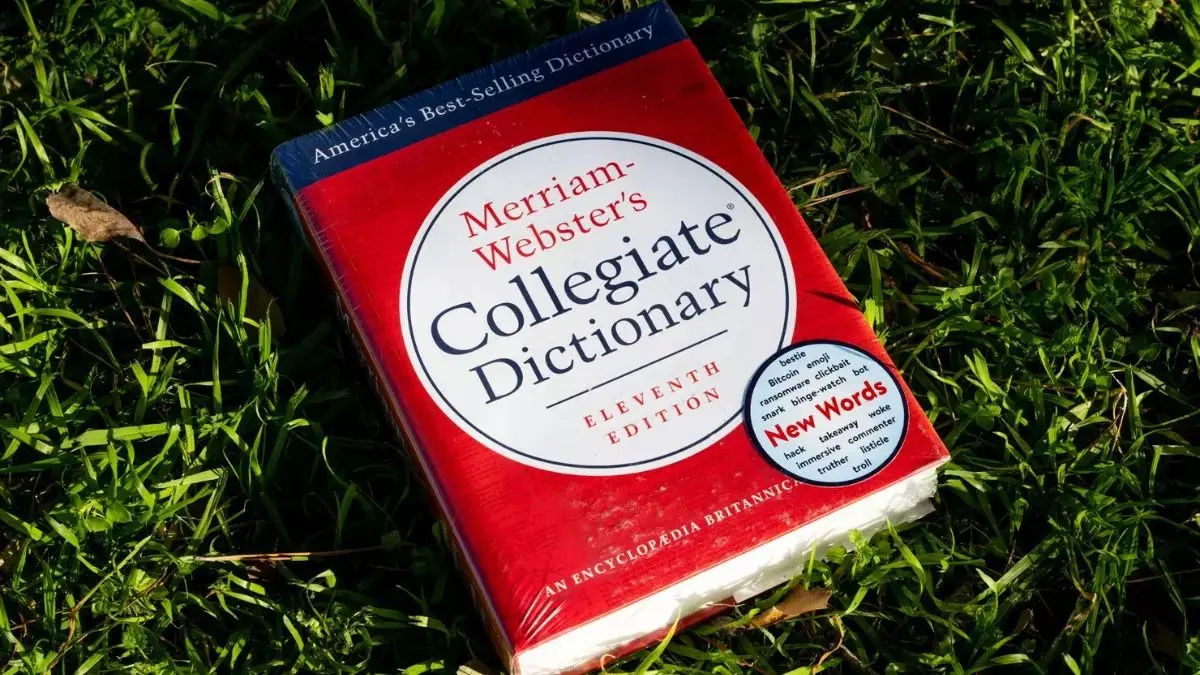 America's Best-Selling Dictionary
Merriam-
Webster's
Collegiate®
Dictionary
ELEVENTH
EDITION
bestie
Bitcoin emoji
ransomware clickbait
snark binge-watch bot
New Words
hack takeaway woke
immersive commenter
truther listicle
troll
AN ENCYCLOPÆDIA BRITANNICA